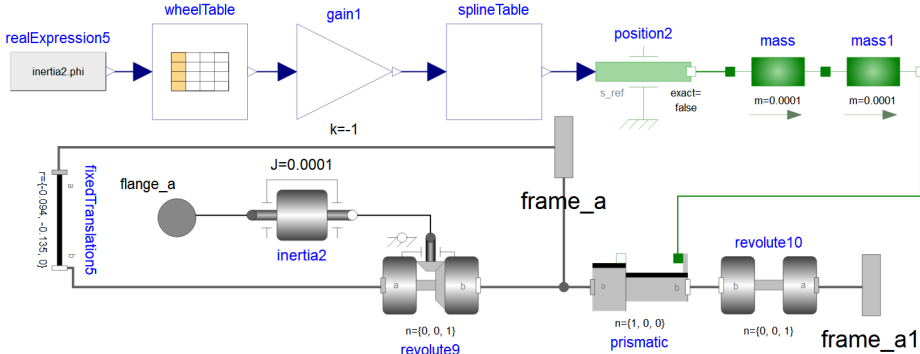 wheelTable
gain1
splineTable
realExpression5
position2
mass
mass1
inertia2.phi
s_ref
exact=
false
m=0.0001
m=0.0001
k=-1
J=0.0001
fixedTranslation5
r={-0.094, -0.135, 0}
a
b
flange_a
frame_a
inertia2
revolute10
a
b
a
b
b
a
n={0, 0, 1}
n={1, 0, 0}
n={0, 0, 1}
revolute9
prismatic
frame_a1